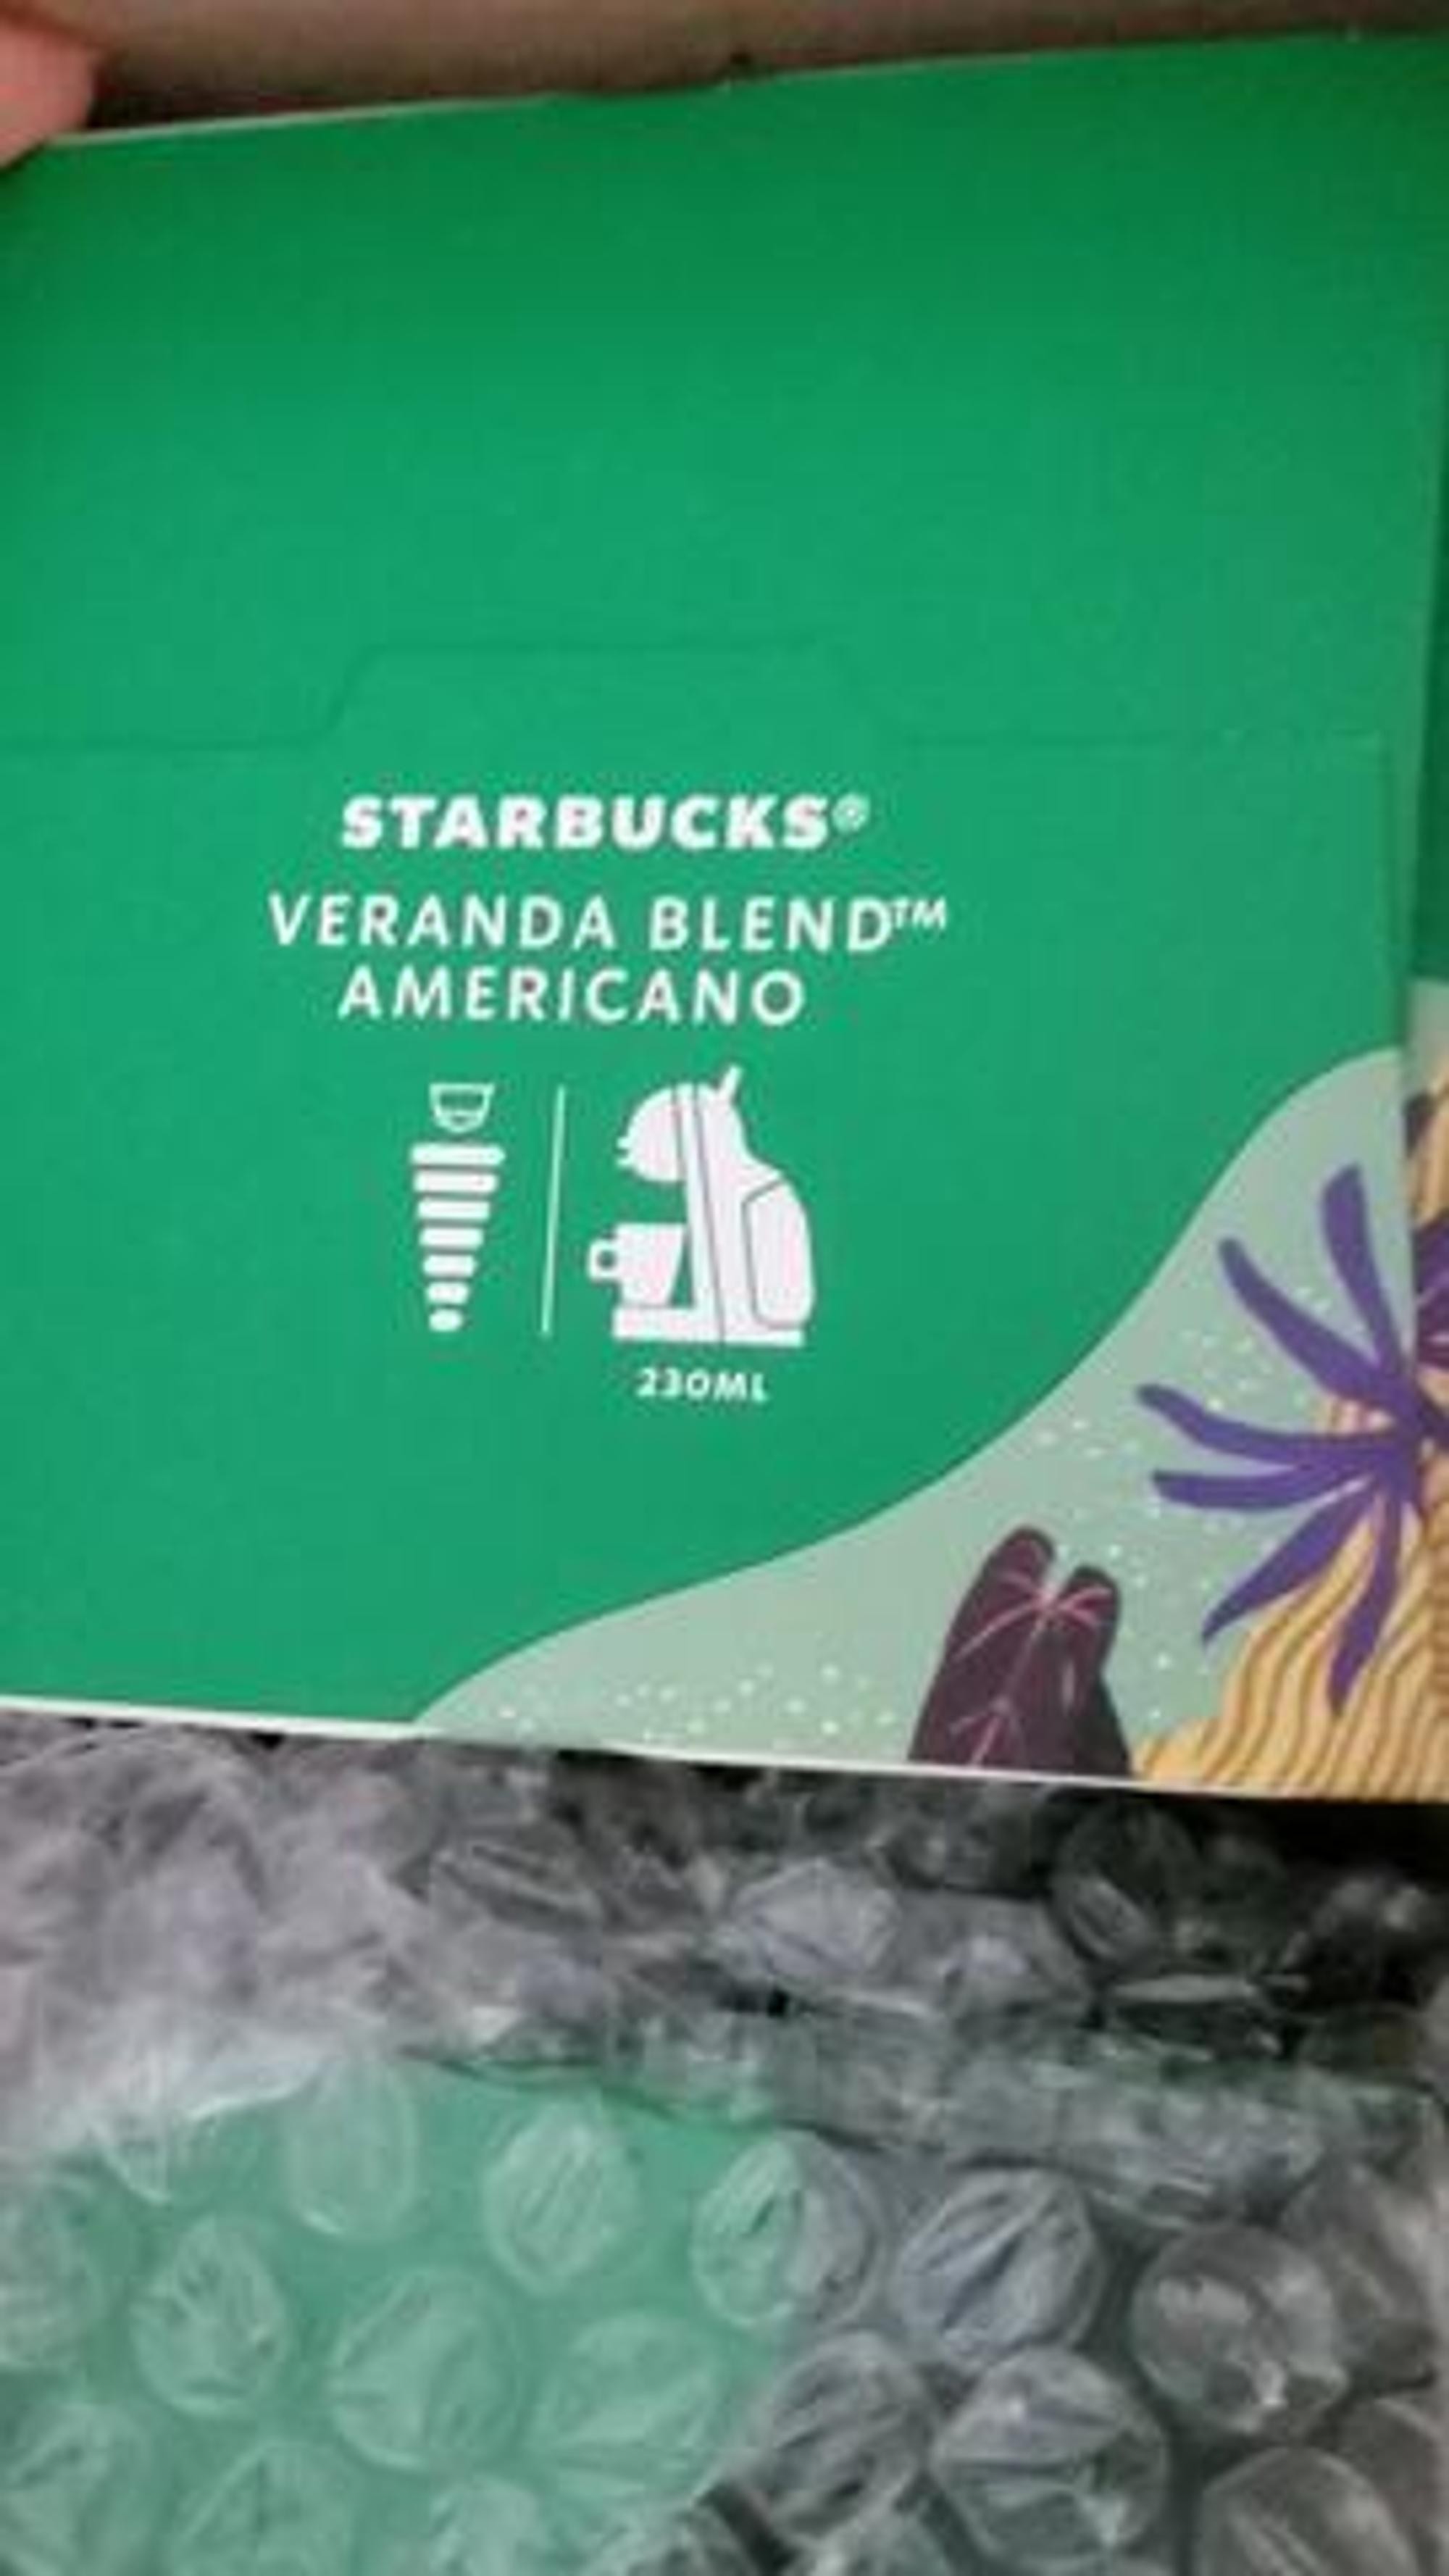 STARBUCKS®
VERANDA BLEND™
AMERICANO
230ML